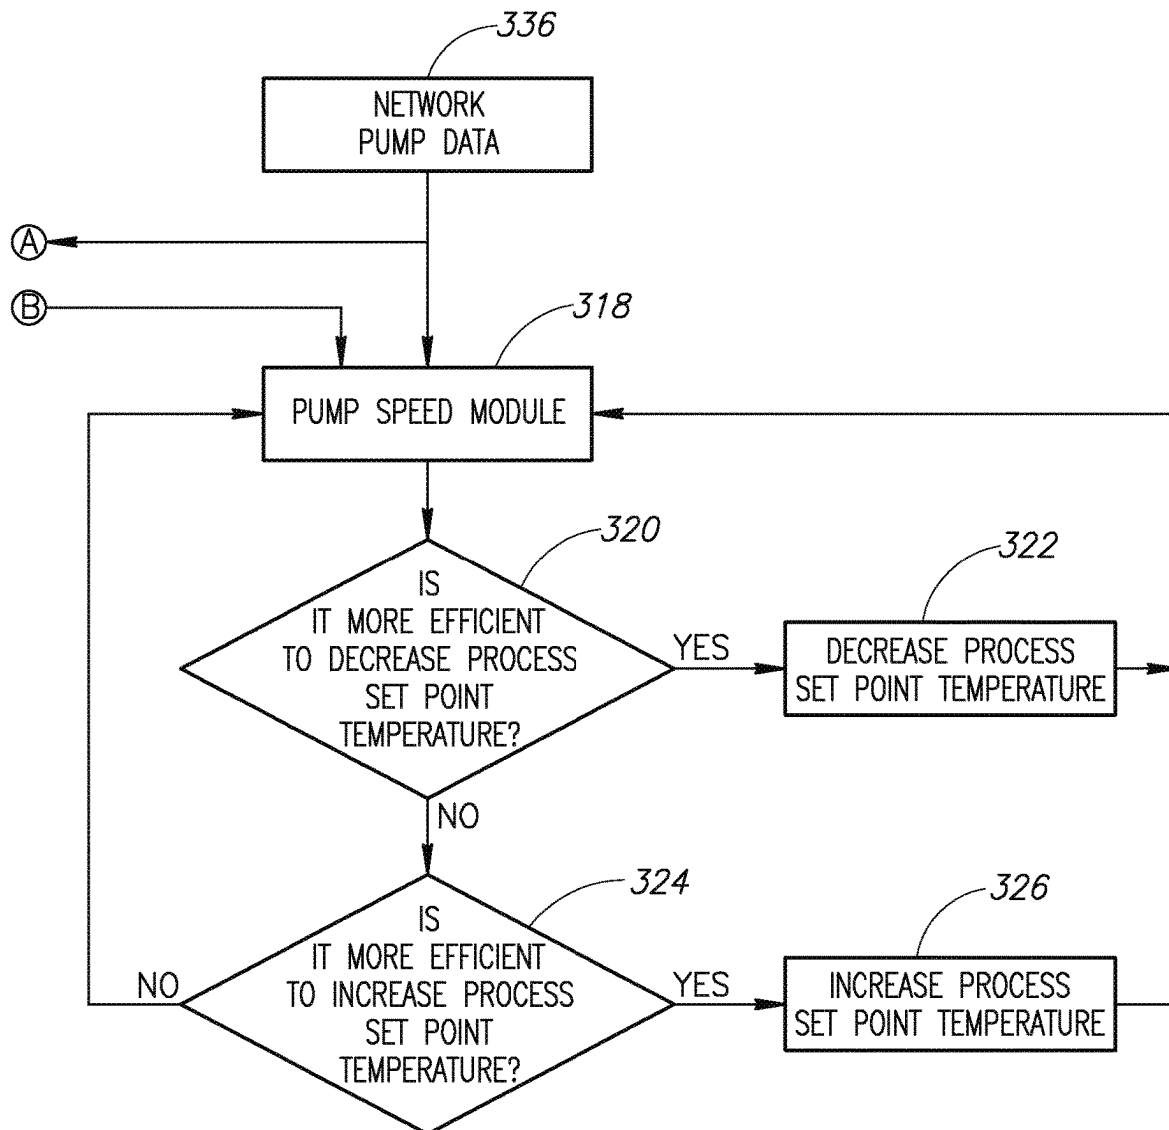 336
NETWORK
PUMP DATA
A
B
318
PUMP SPEED MODULE
320
IS
IT MORE EFFICIENT
TO DECREASE PROCESS
SET POINT
TEMPERATURE?
YES
322
DECREASE PROCESS
SET POINT TEMPERATURE
NO
324
IS
IT MORE EFFICIENT
TO INCREASE PROCESS
SET POINT
TEMPERATURE?
NO
YES
326
INCREASE PROCESS
SET POINT TEMPERATURE